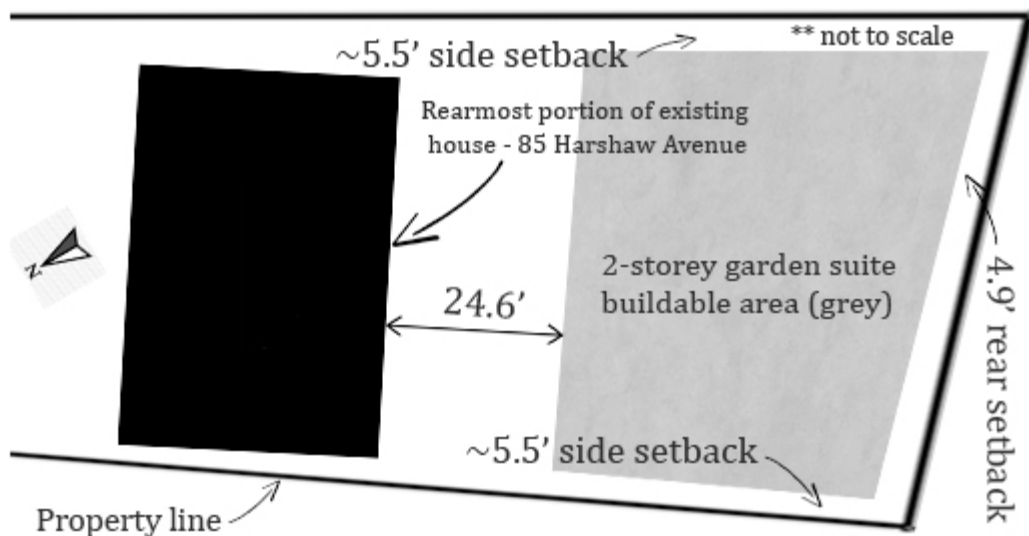 ** not to scale
~5.5' side setback
Rearmost portion of existing
house - 85 Harshaw Avenue
N
2-storey garden suite
buildable area (grey)
24.6'
4.9' rear setback
~5.5' side setback
Property line